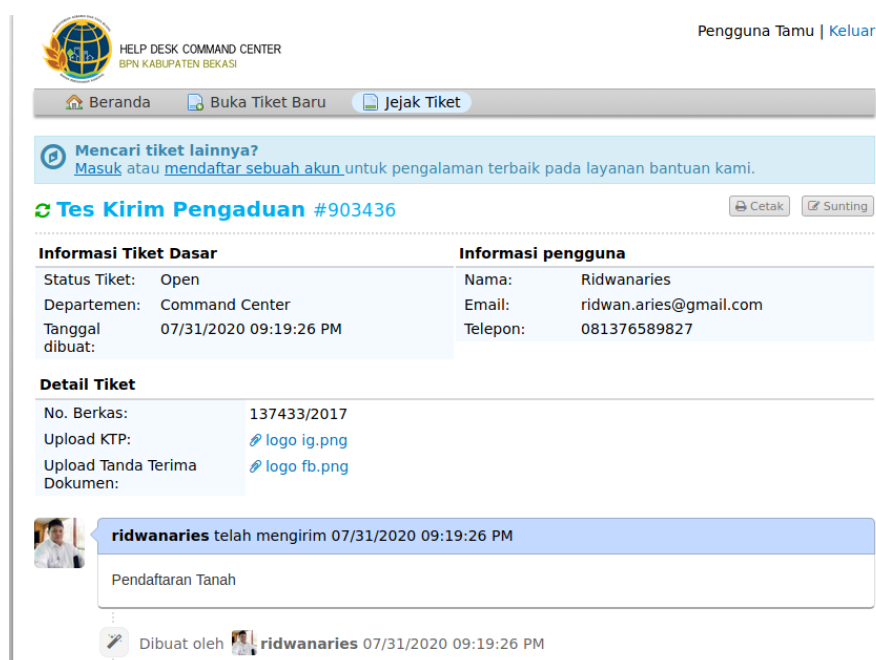 Pengguna Tamu | Keluar
HELP DESK COMMAND CENTER
BPN KABUPATEN BEKASI
Beranda
Buka Tiket Baru
Jejak Tiket
Mencari tiket lainnya?
Masuk atau mendaftar sebuah akun untuk pengalaman terbaik pada layanan bantuan kami.
Tes Kirim Pengaduan #903436
Cetak
Sunting
Informasi Tiket Dasar
Status Tiket: Open
Departemen: Command Center
Tanggal dibuat: 07/31/2020 09:19:26 PM
Informasi pengguna
Nama: Ridwanaries
Email: ridwan.aries@gmail.com
Telepon: 081376589827
Detail Tiket
No. Berkas: 137433/2017
Upload KTP: logo ig.png
Upload Tanda Terima Dokumen: logo fb.png
ridwanaries telah mengirim 07/31/2020 09:19:26 PM
Pendaftaran Tanah
Dibuat oleh ridwanaries 07/31/2020 09:19:26 PM